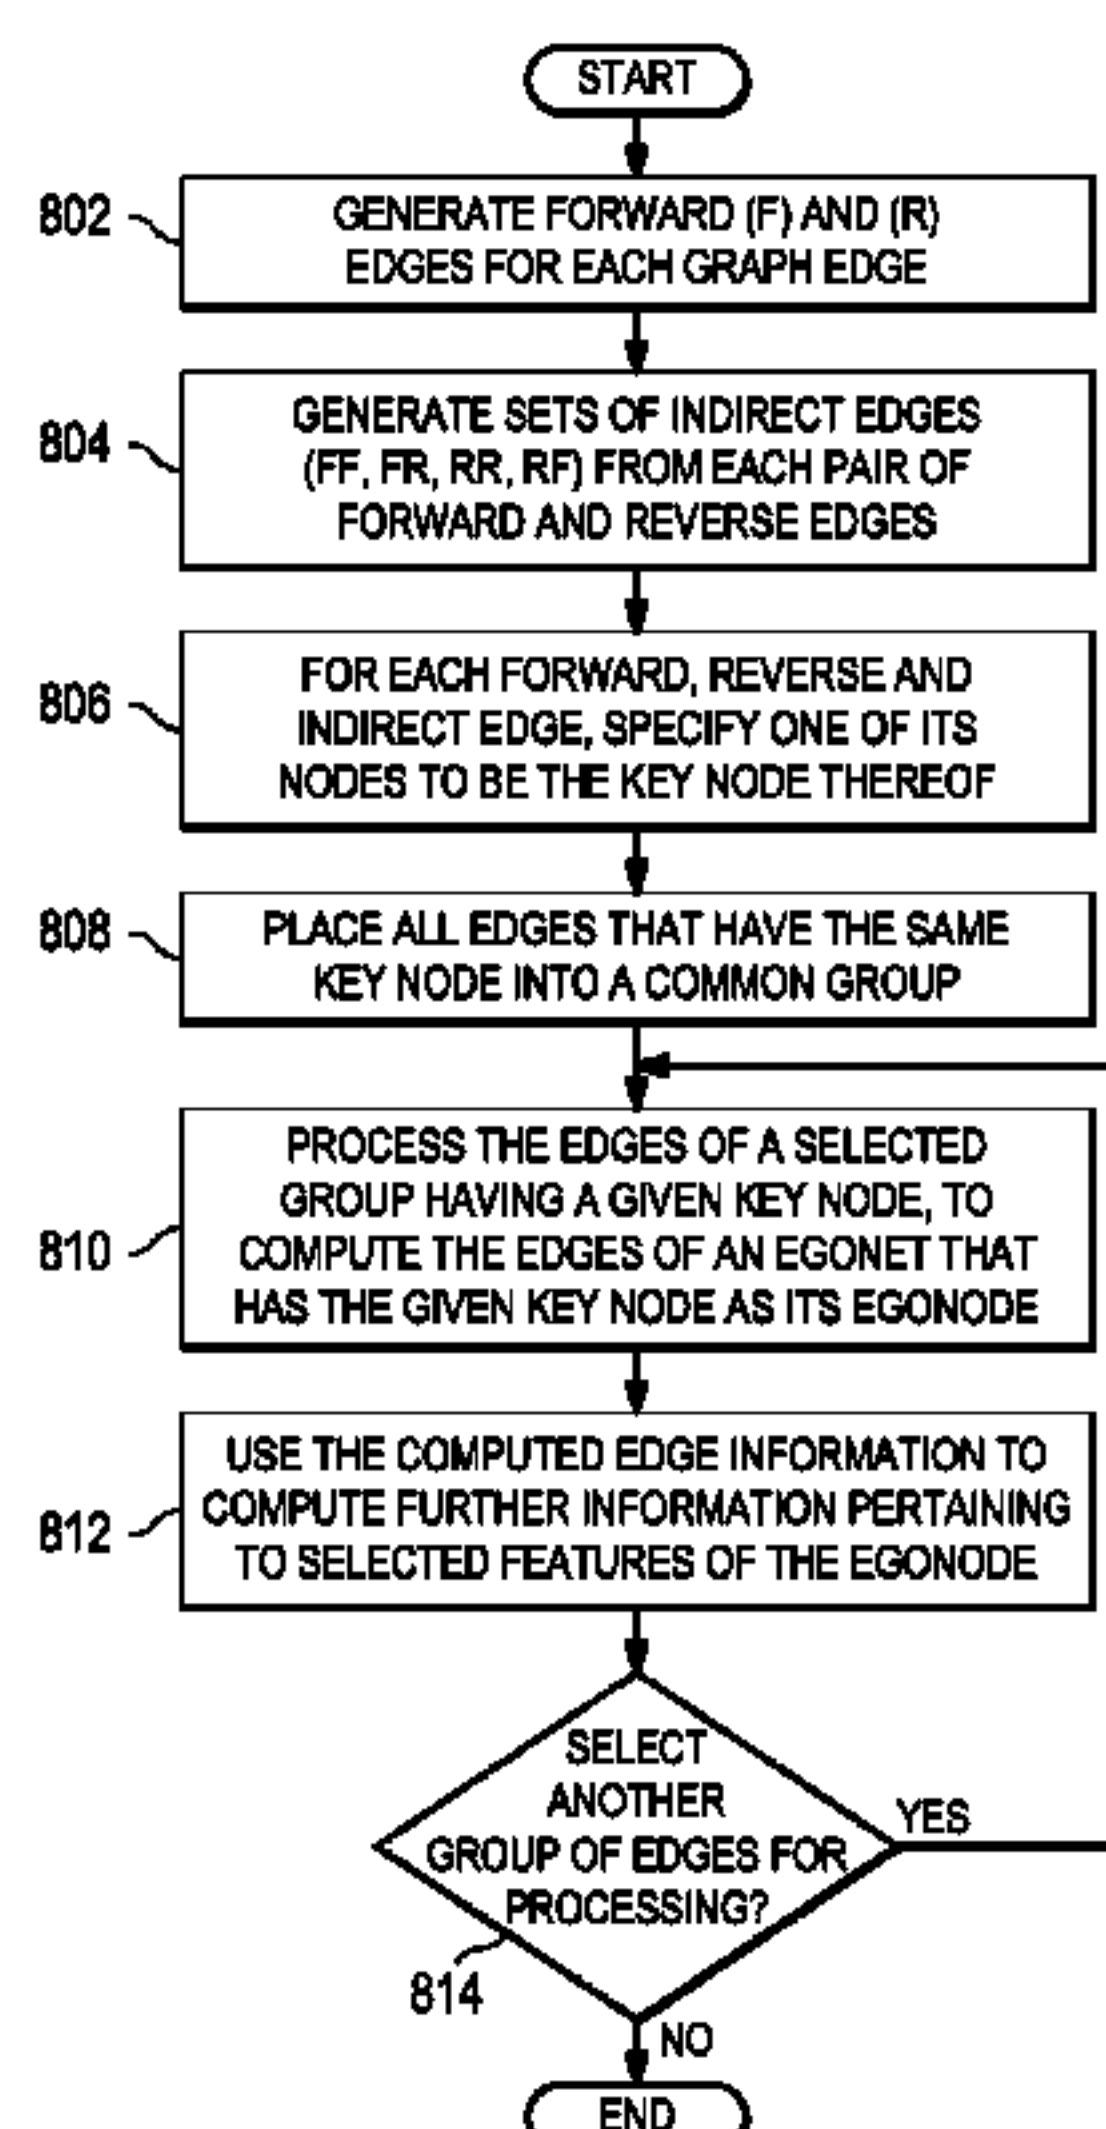 START
802
GENERATE FORWARD (F) AND (R)
EDGES FOR EACH GRAPH EDGE
804
GENERATE SETS OF INDIRECT EDGES
(FF, FR, RR, RF) FROM EACH PAIR OF
FORWARD AND REVERSE EDGES
806
FOR EACH FORWARD, REVERSE AND
INDIRECT EDGE, SPECIFY ONE OF ITS
NODES TO BE THE KEY NODE THEREOF
808
PLACE ALL EDGES THAT HAVE THE SAME
KEY NODE INTO A COMMON GROUP
810
PROCESS THE EDGES OF A SELECTED
GROUP HAVING A GIVEN KEY NODE, TO
COMPUTE THE EDGES OF AN EGONET THAT
HAS THE GIVEN KEY NODE AS ITS EGONODE
812
USE THE COMPUTED EDGE INFORMATION TO
COMPUTE FURTHER INFORMATION PERTAINING
TO SELECTED FEATURES OF THE EGONODE
SELECT
ANOTHER
GROUP OF EDGES FOR
PROCESSING?
YES
814
NO
END